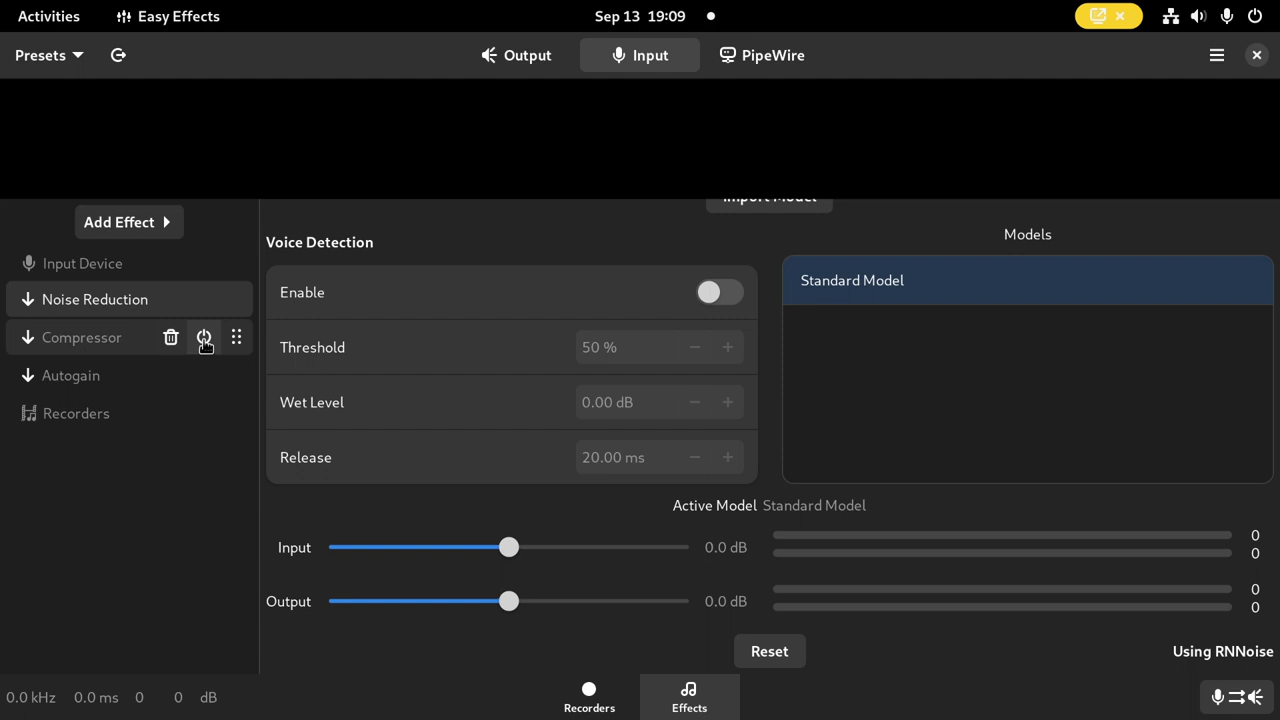 Activities Easy Effects Sep 13 19:09
Presets Output Input PipeWire
Import Model
Add Effect
Input Device
Noise Reduction
Compressor
Autogain
Recorders
Voice Detection
Enable
Threshold 50 %
Wet Level 0.00 dB
Release 20.00 ms
Models
Standard Model
Active Model Standard Model
Input 0.0 dB 0
0
Output 0.0 dB 0
0
Reset Using RNNoise
0.0 kHz 0.0 ms 0 0 dB Recorders Effects